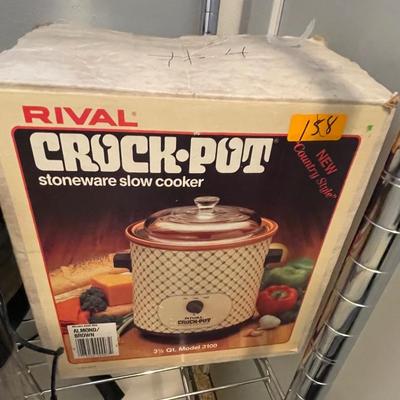 H-H
RIVAL®
158
CROCK•POT®
stoneware slow cooker
NEW
"Country Style"
RIVAL
CROCK•POT
ALMOND/
BROWN
3½ Qt. Model 3100